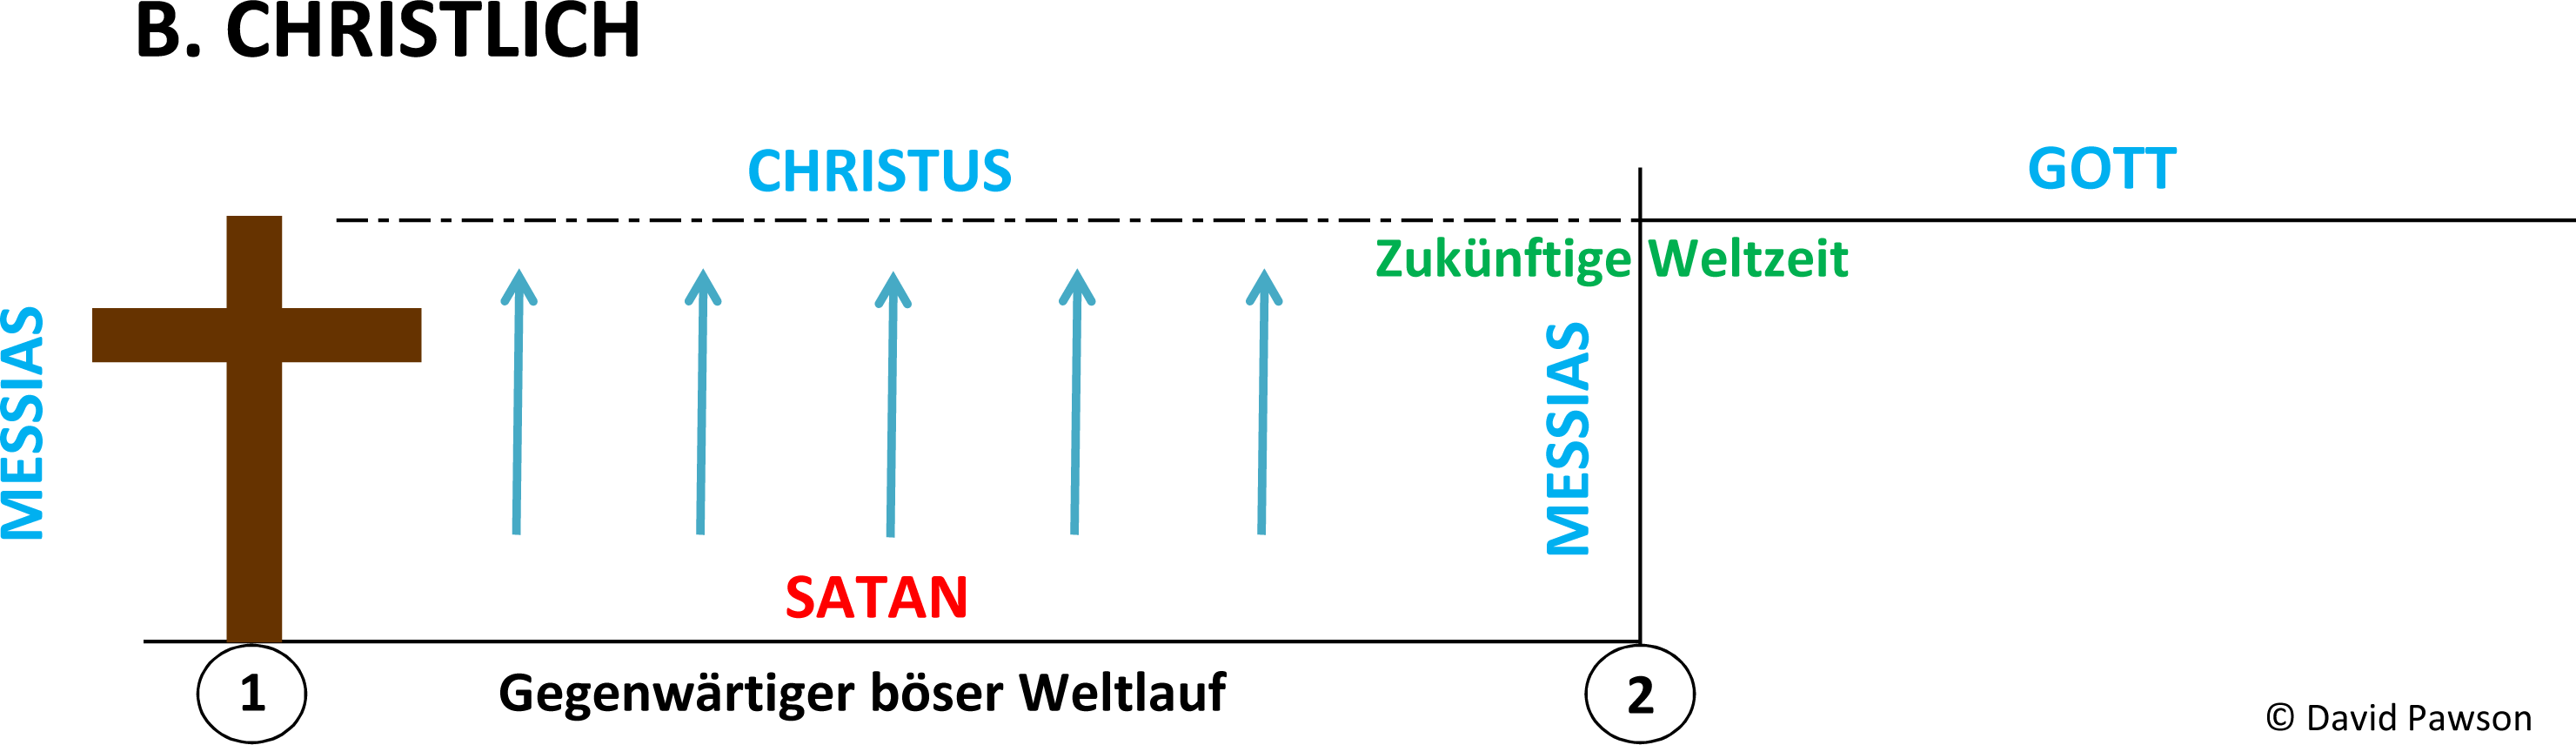 B. CHRISTLICH
CHRISTUS
GOTT
Zukünftige Weltzeit
MESSIAS
MESSIAS
SATAN
1
Gegenwärtiger böser Weltlauf
2
© David Pawson